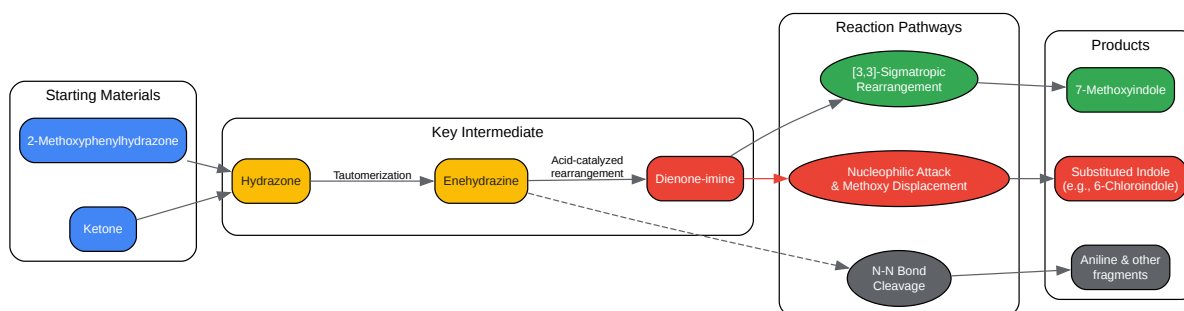 Starting Materials
2-Methoxyphenylhydrazone
Ketone
Key Intermediate
Hydrazone
Tautomerization
Enehydrazine
Acid-catalyzed
rearrangement
Dienone-imine
Reaction Pathways
[3,3]-Sigmatropic
Rearrangement
Nucleophilic Attack
& Methoxy Displacement
N-N Bond
Cleavage
Products
7-Methoxyindole
Substituted Indole
(e.g., 6-Chloroindole)
Aniline & other
fragments